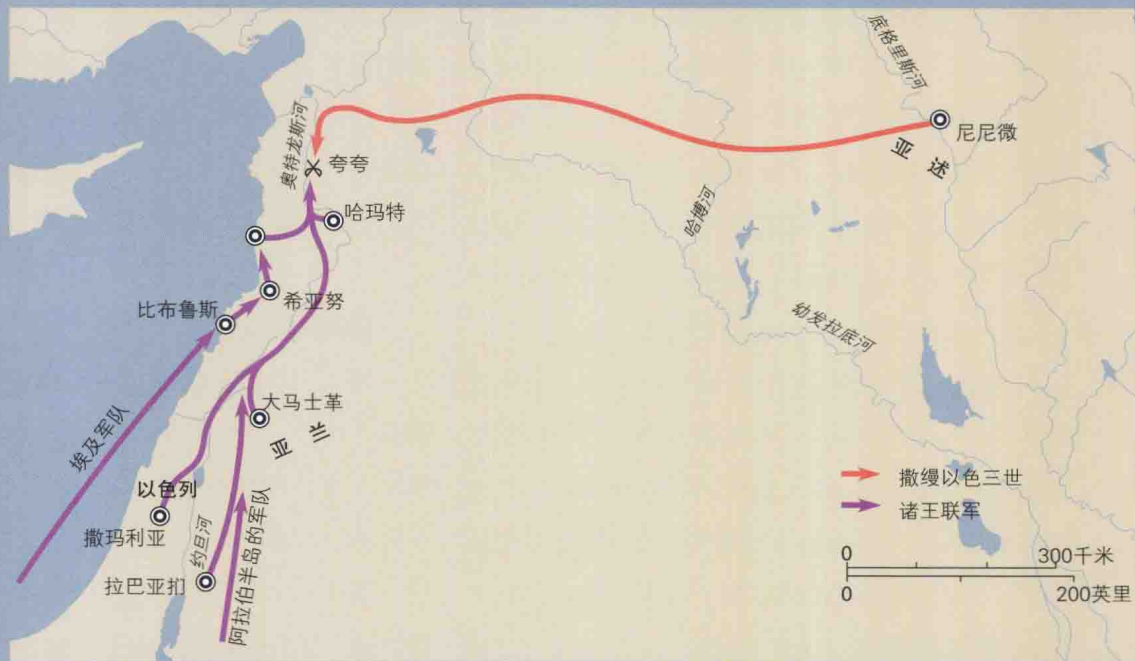 底格里斯河
尼尼微
亚述
奥特龙斯河
夸夸
哈玛特
哈博河
希亚努
比布鲁斯
幼发拉底河
大马士革
亚兰
埃及军队
以色列
撒玛利亚
约旦河
拉巴亚扪
阿拉伯半岛的军队
撒缦以色三世
诸王联军
0 300千米
0 200英里